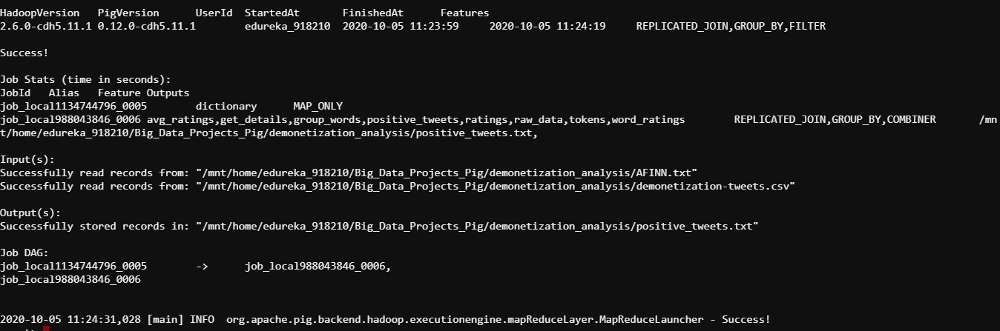 HadoopVersion PigVersion UserId StartedAt FinishedAt Features
2.6.0-cdh5.11.1 0.12.0-cdh5.11.1 edureka_918210 2020-10-05 11:23:59 2020-10-05 11:24:19 REPLICATED_JOIN,GROUP_BY,FILTER
Success!
Job Stats (time in seconds):
JobId Alias Feature Outputs
job_local1134744796_0005 dictionary MAP_ONLY
job_local988043846_0006 avg_ratings,get_details,group_words,positive_tweets,ratings,raw_data,tokens,word_ratings REPLICATED_JOIN,GROUP_BY,COMBINER /mn
t/home/edureka_918210/Big_Data_Projects_Pig/demonetization_analysis/positive_tweets.txt,
Input(s):
Successfully read records from: "/mnt/home/edureka_918210/Big_Data_Projects_Pig/demonetization_analysis/AFINN.txt"
Successfully read records from: "/mnt/home/edureka_918210/Big_Data_Projects_Pig/demonetization_analysis/demonetization-tweets.csv"
Output(s):
Successfully stored records in: "/mnt/home/edureka_918210/Big_Data_Projects_Pig/demonetization_analysis/positive_tweets.txt"
Job DAG:
job_local1134744796_0005 -> job_local988043846_0006,
job_local988043846_0006
2020-10-05 11:24:31,028 [main] INFO org.apache.pig.backend.hadoop.executionengine.mapReduceLayer.MapReduceLauncher - Success!